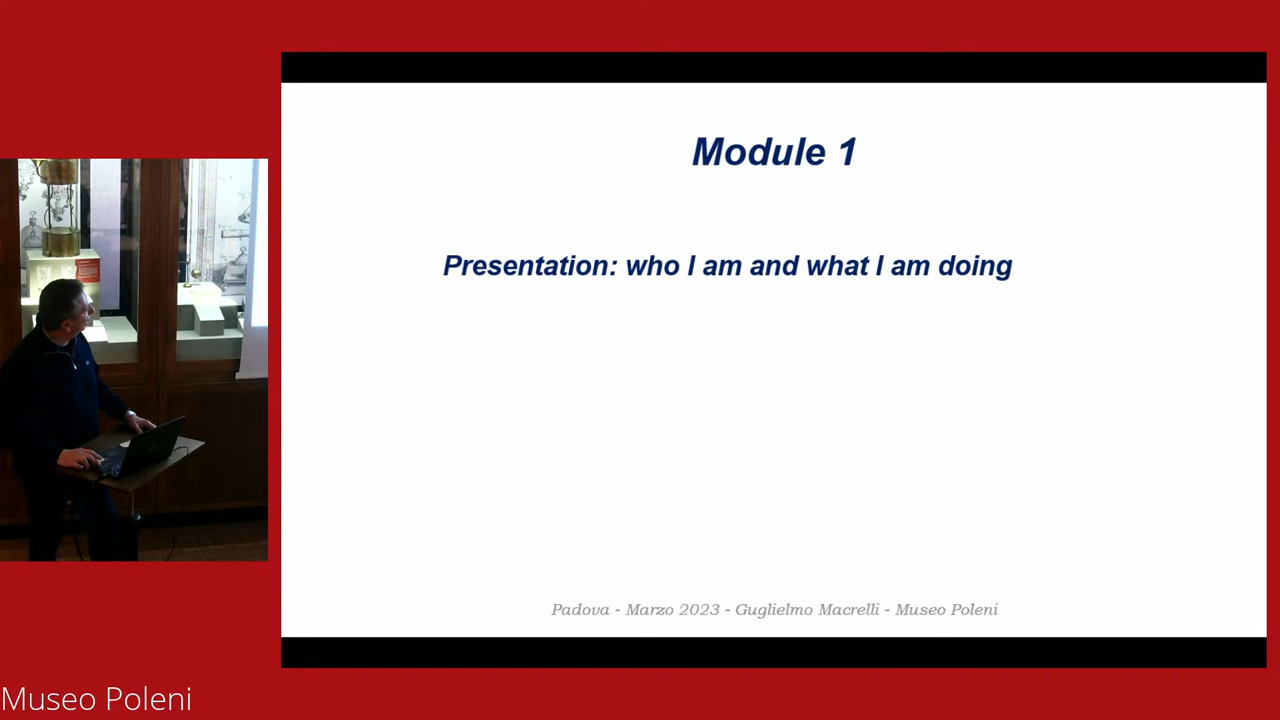 Module 1
Presentation: who I am and what I am doing
Padova - Marzo 2023 - Guglielmo Macrelli - Museo Poleni
Museo Poleni